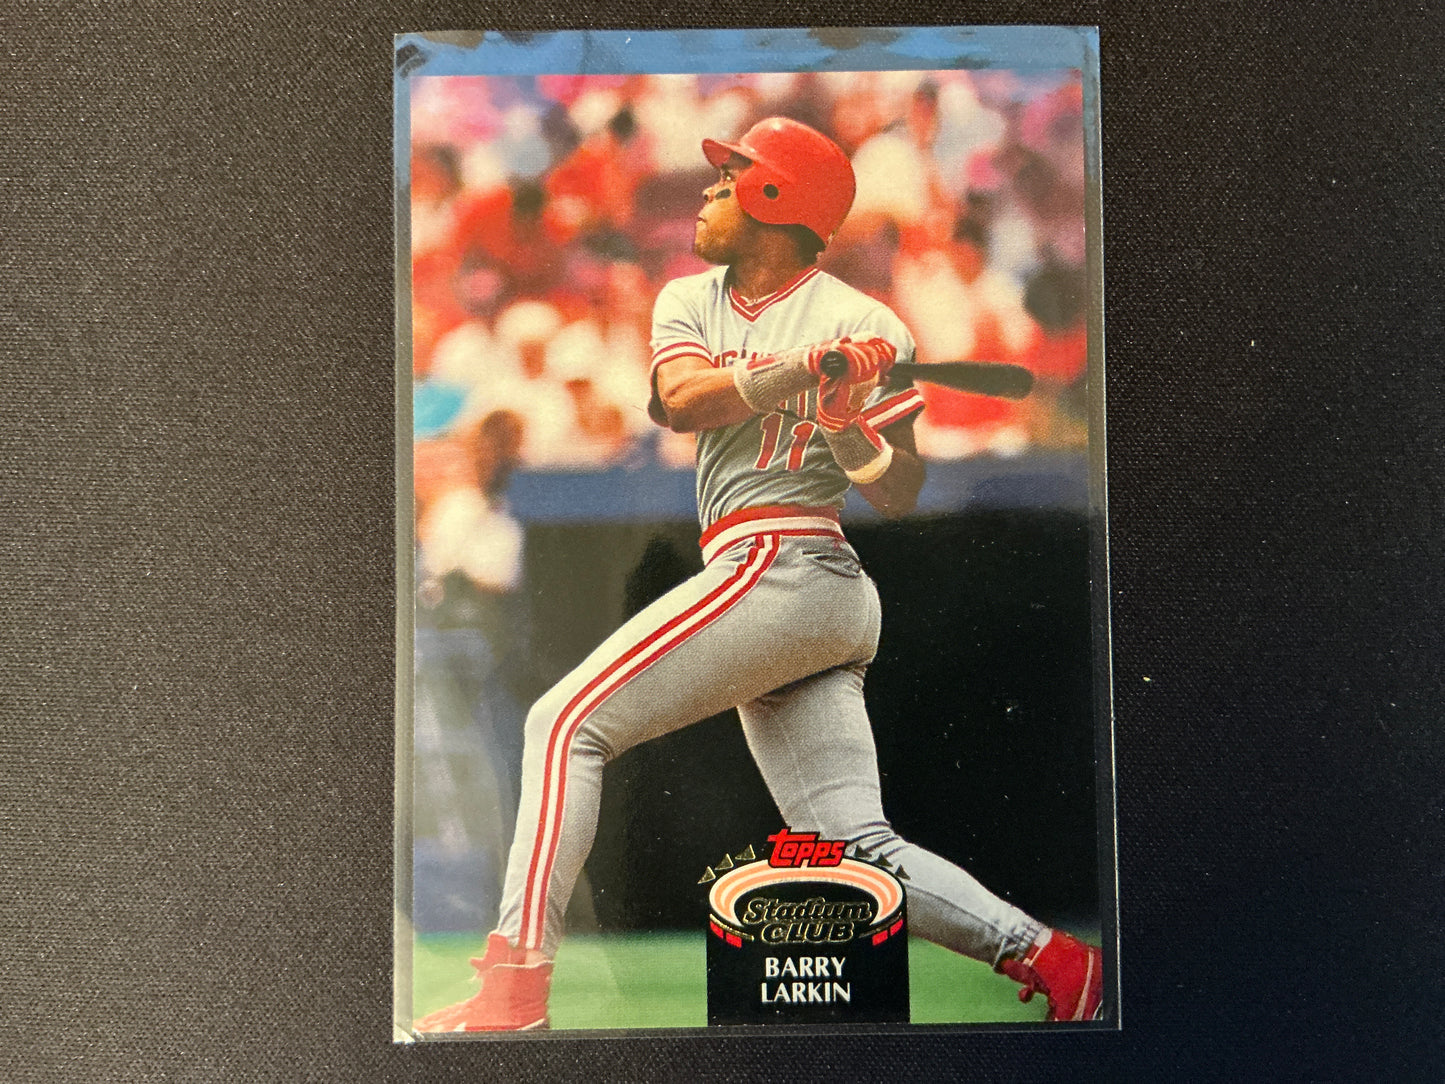 11
topps
Stadium
CLUB
BARRY
LARKIN